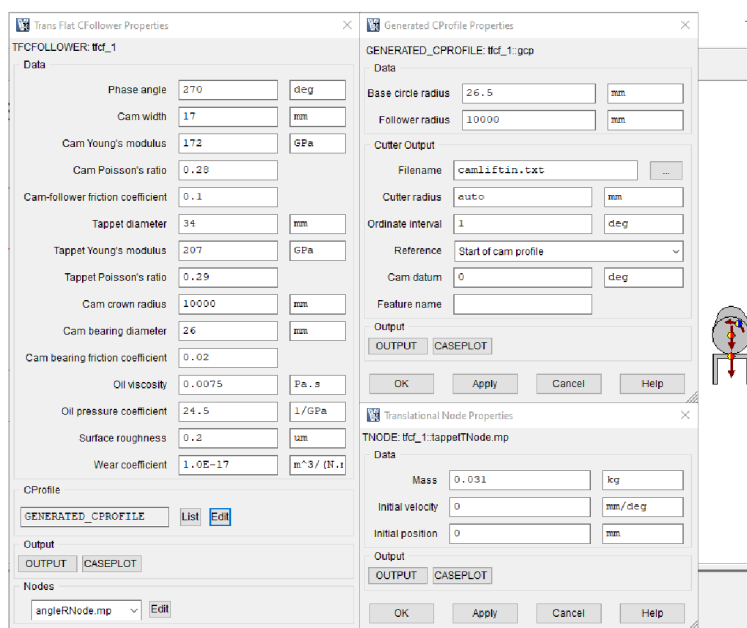 Trans Flat CFollower Properties
TFCFOLLOWER: tfcf_1
Data
Phase angle 270 deg
Cam width 17 mm
Cam Young's modulus 172 GPa
Cam Poisson's ratio 0.28
Cam-follower friction coefficient 0.1
Tappet diameter 34 mm
Tappet Young's modulus 207 GPa
Tappet Poisson's ratio 0.29
Cam crown radius 10000 mm
Cam bearing diameter 26 mm
Cam bearing friction coefficient 0.02
Oil viscosity 0.0075 Pa.s
Oil pressure coefficient 24.5 1/GPa
Surface roughness 0.2 um
Wear coefficient 1.0E-17 m^3/(N.
CProfile
GENERATED_CPROFILE List Edit
Output
OUTPUT CASEPLOT
Nodes
angleRNode.mp Edit
Generated CProfile Properties
GENERATED_CPROFILE: tfcf_1::gcp
Data
Base circle radius 26.5 mm
Follower radius 10000 mm
Cutter Output
Filename camliftin.txt ...
Cutter radius auto mm
Ordinate interval 1 deg
Reference Start of cam profile
Cam datum 0 deg
Feature name
Output
OUTPUT CASEPLOT
OK Apply Cancel Help
Translational Node Properties
TNODE: tfcf_1::tappetTNode.mp
Data
Mass 0.031 kg
Initial velocity 0 mm/deg
Initial position 0 mm
Output
OUTPUT CASEPLOT
OK Apply Cancel Help